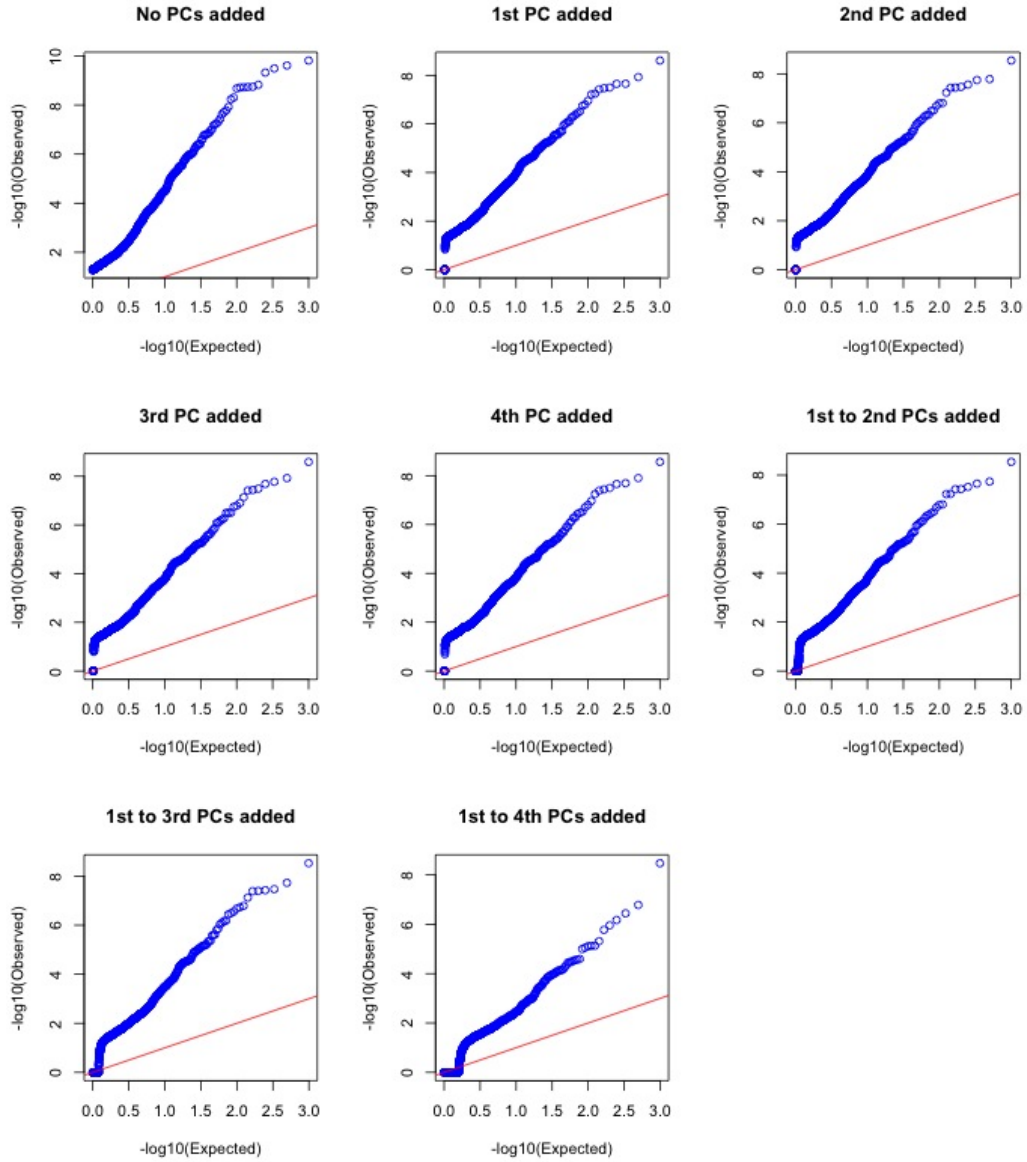 No PCs added
1st PC added
2nd PC added
-log10(Observed)
10
8
6
4
2
0.0 0.5 1.0 1.5 2.0 2.5 3.0
-log10(Expected)
-log10(Observed)
8
6
4
2
0
0.0 0.5 1.0 1.5 2.0 2.5 3.0
-log10(Expected)
-log10(Observed)
8
6
4
2
0
0.0 0.5 1.0 1.5 2.0 2.5 3.0
-log10(Expected)
3rd PC added
4th PC added
1st to 2nd PCs added
-log10(Observed)
8
6
4
2
0
0.0 0.5 1.0 1.5 2.0 2.5 3.0
-log10(Expected)
-log10(Observed)
8
6
4
2
0
0.0 0.5 1.0 1.5 2.0 2.5 3.0
-log10(Expected)
-log10(Observed)
8
6
4
2
0
0.0 0.5 1.0 1.5 2.0 2.5 3.0
-log10(Expected)
1st to 3rd PCs added
1st to 4th PCs added
-log10(Observed)
8
6
4
2
0
0.0 0.5 1.0 1.5 2.0 2.5 3.0
-log10(Expected)
-log10(Observed)
8
6
4
2
0
0.0 0.5 1.0 1.5 2.0 2.5 3.0
-log10(Expected)